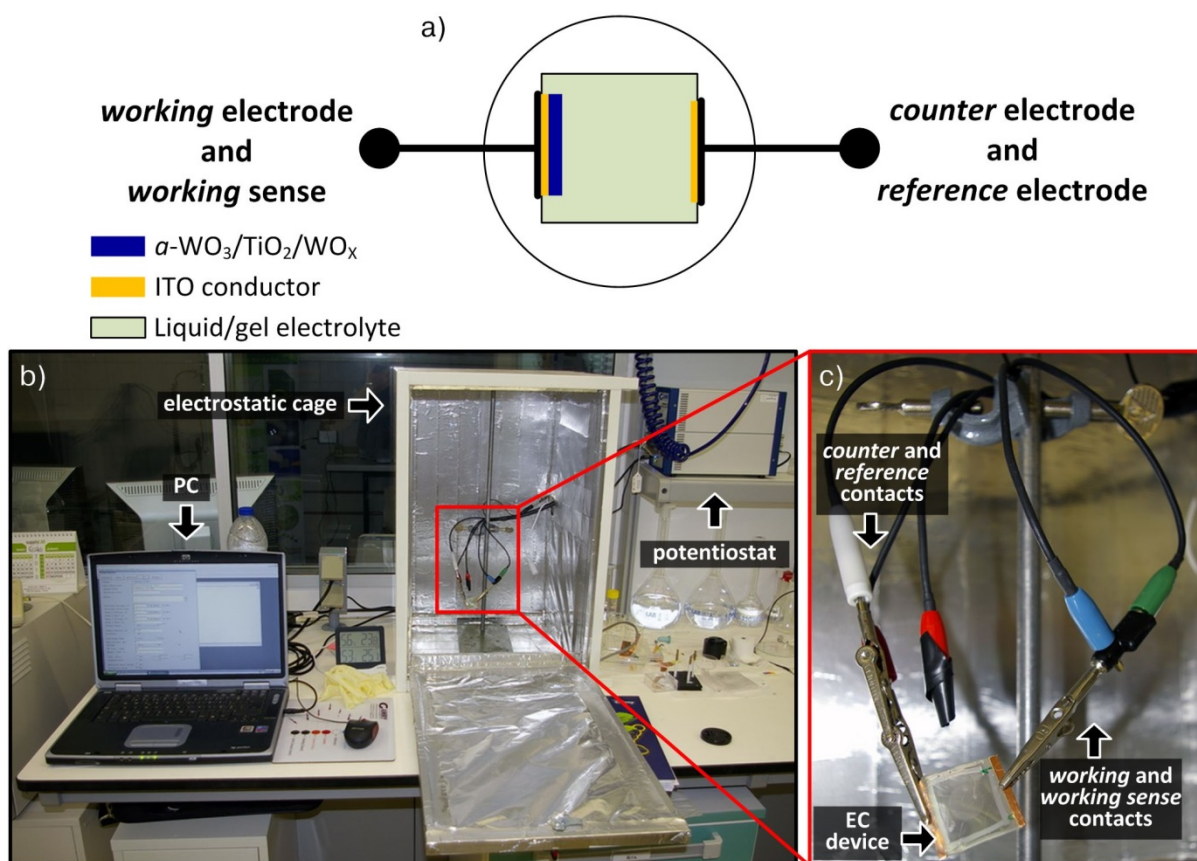 a)
working electrode
and
working sense
counter electrode
and
reference electrode
a-WO₃/TiO₂/WOₓ
ITO conductor
Liquid/gel electrolyte
b)
electrostatic cage
PC
potentiostat
c)
counter and
reference
contacts
working and
working sense
contacts
EC
device